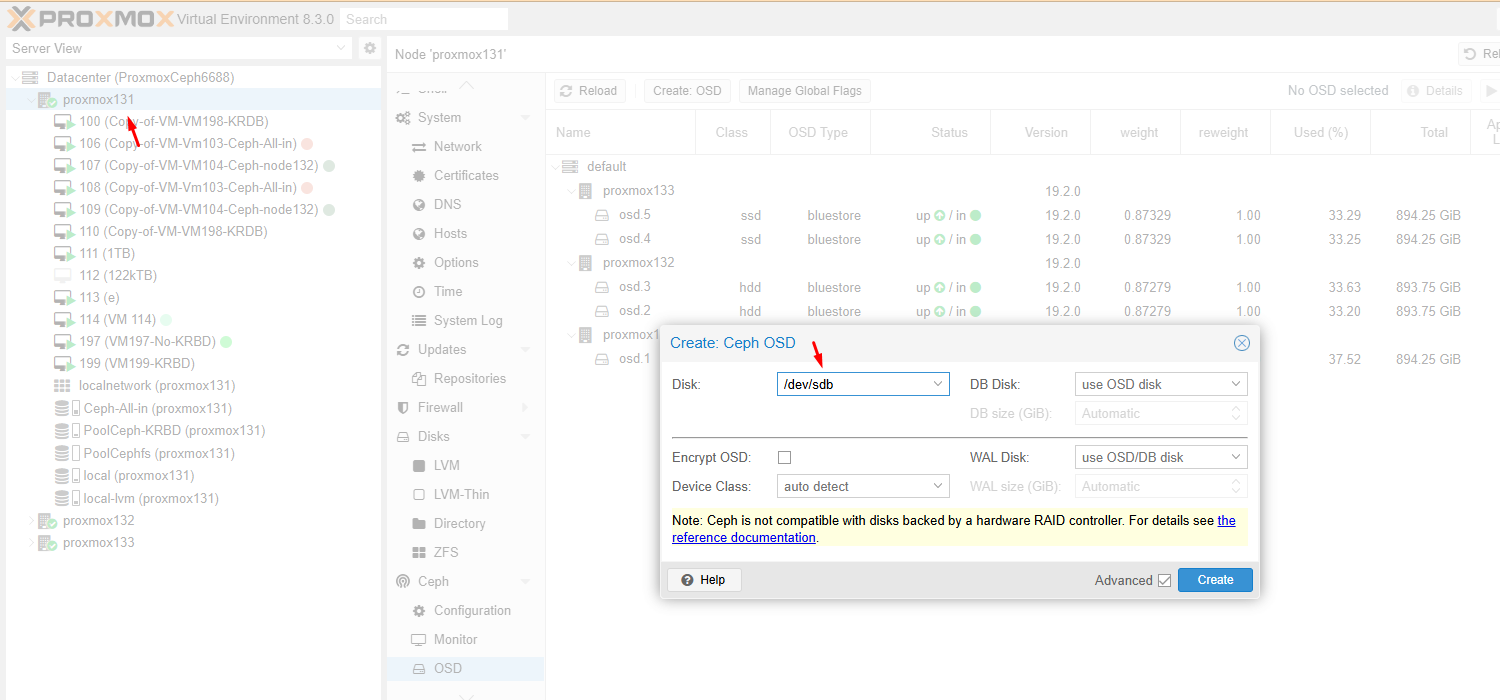 PROXMOX Virtual Environment 8.3.0 Search
Server View
Datacenter (ProxmoxCeph6688)
proxmox131
100 (Copy-of-VM-VM198-KRDB)
106 (Copy-of-VM-Vm103-Ceph-All-in)
107 (Copy-of-VM-VM104-Ceph-node132)
108 (Copy-of-VM-Vm103-Ceph-All-in)
109 (Copy-of-VM-VM104-Ceph-node132)
110 (Copy-of-VM-VM198-KRDB)
111 (1TB)
112 (122kTB)
113 (e)
114 (VM 114)
197 (VM197-No-KRBD)
199 (VM199-KRBD)
localnetwork (proxmox131)
Ceph-All-in (proxmox131)
PoolCeph-KRBD (proxmox131)
PoolCephfs (proxmox131)
local (proxmox131)
local-lvm (proxmox131)
proxmox132
proxmox133
Node 'proxmox131'
Shell
System
Network
Certificates
DNS
Hosts
Options
Time
System Log
Updates
Repositories
Firewall
Disks
LVM
LVM-Thin
Directory
ZFS
Ceph
Configuration
Monitor
OSD
Rel
Reload Create: OSD Manage Global Flags No OSD selected Details
Name Class OSD Type Status Version weight reweight Used (%) Total Ap
L
default
proxmox133 19.2.0
osd.5 ssd bluestore up / in 19.2.0 0.87329 1.00 33.29 894.25 GiB
osd.4 ssd bluestore up / in 19.2.0 0.87329 1.00 33.25 894.25 GiB
proxmox132 19.2.0
osd.3 hdd bluestore up / in 19.2.0 0.87279 1.00 33.63 893.75 GiB
osd.2 hdd bluestore up / in 19.2.0 0.87279 1.00 33.20 893.75 GiB
proxmox1
osd.1 37.52 894.25 GiB
Create: Ceph OSD
Disk: /dev/sdb DB Disk: use OSD disk
DB size (GiB): Automatic
Encrypt OSD: WAL Disk: use OSD/DB disk
Device Class: auto detect WAL size (GiB): Automatic
Note: Ceph is not compatible with disks backed by a hardware RAID controller. For details see the
reference documentation.
Help Advanced Create